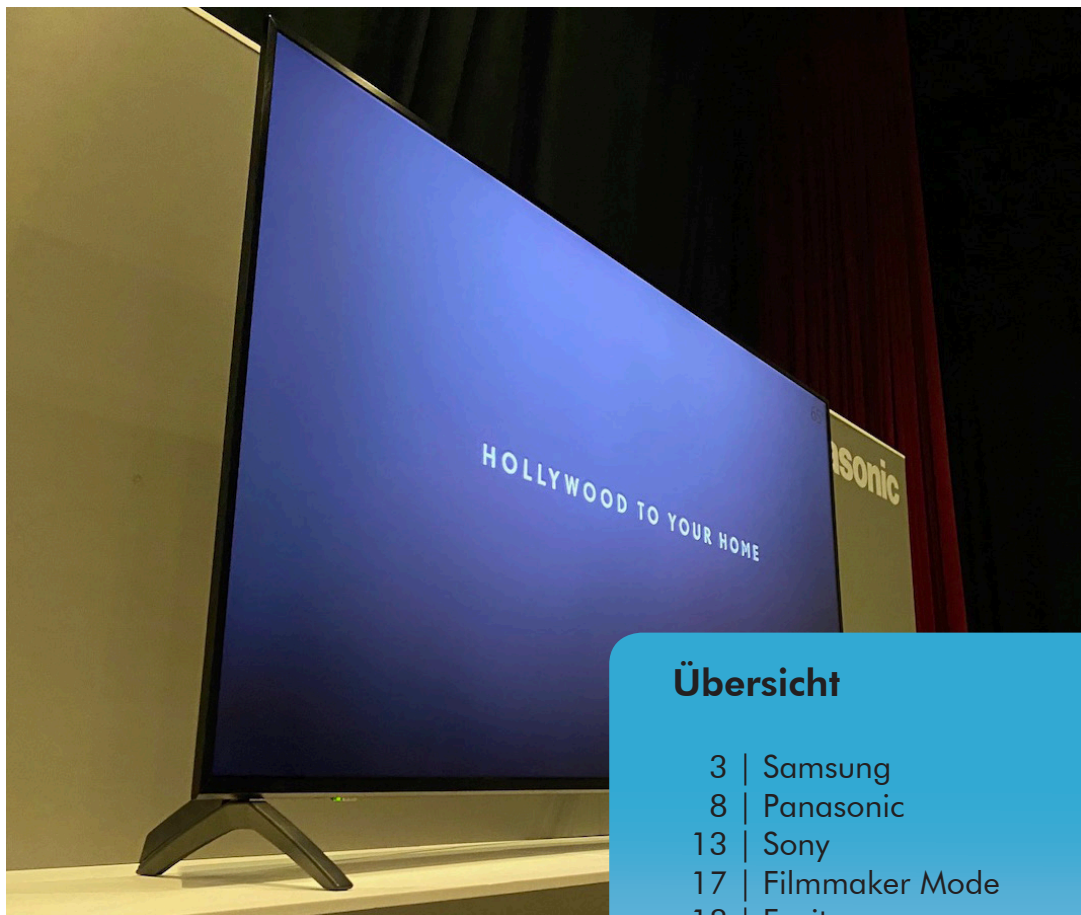 HOLLYWOOD TO YOUR HOME
asonic
Übersicht
3 | Samsung
8 | Panasonic
13 | Sony
17 | Filmmaker Mode